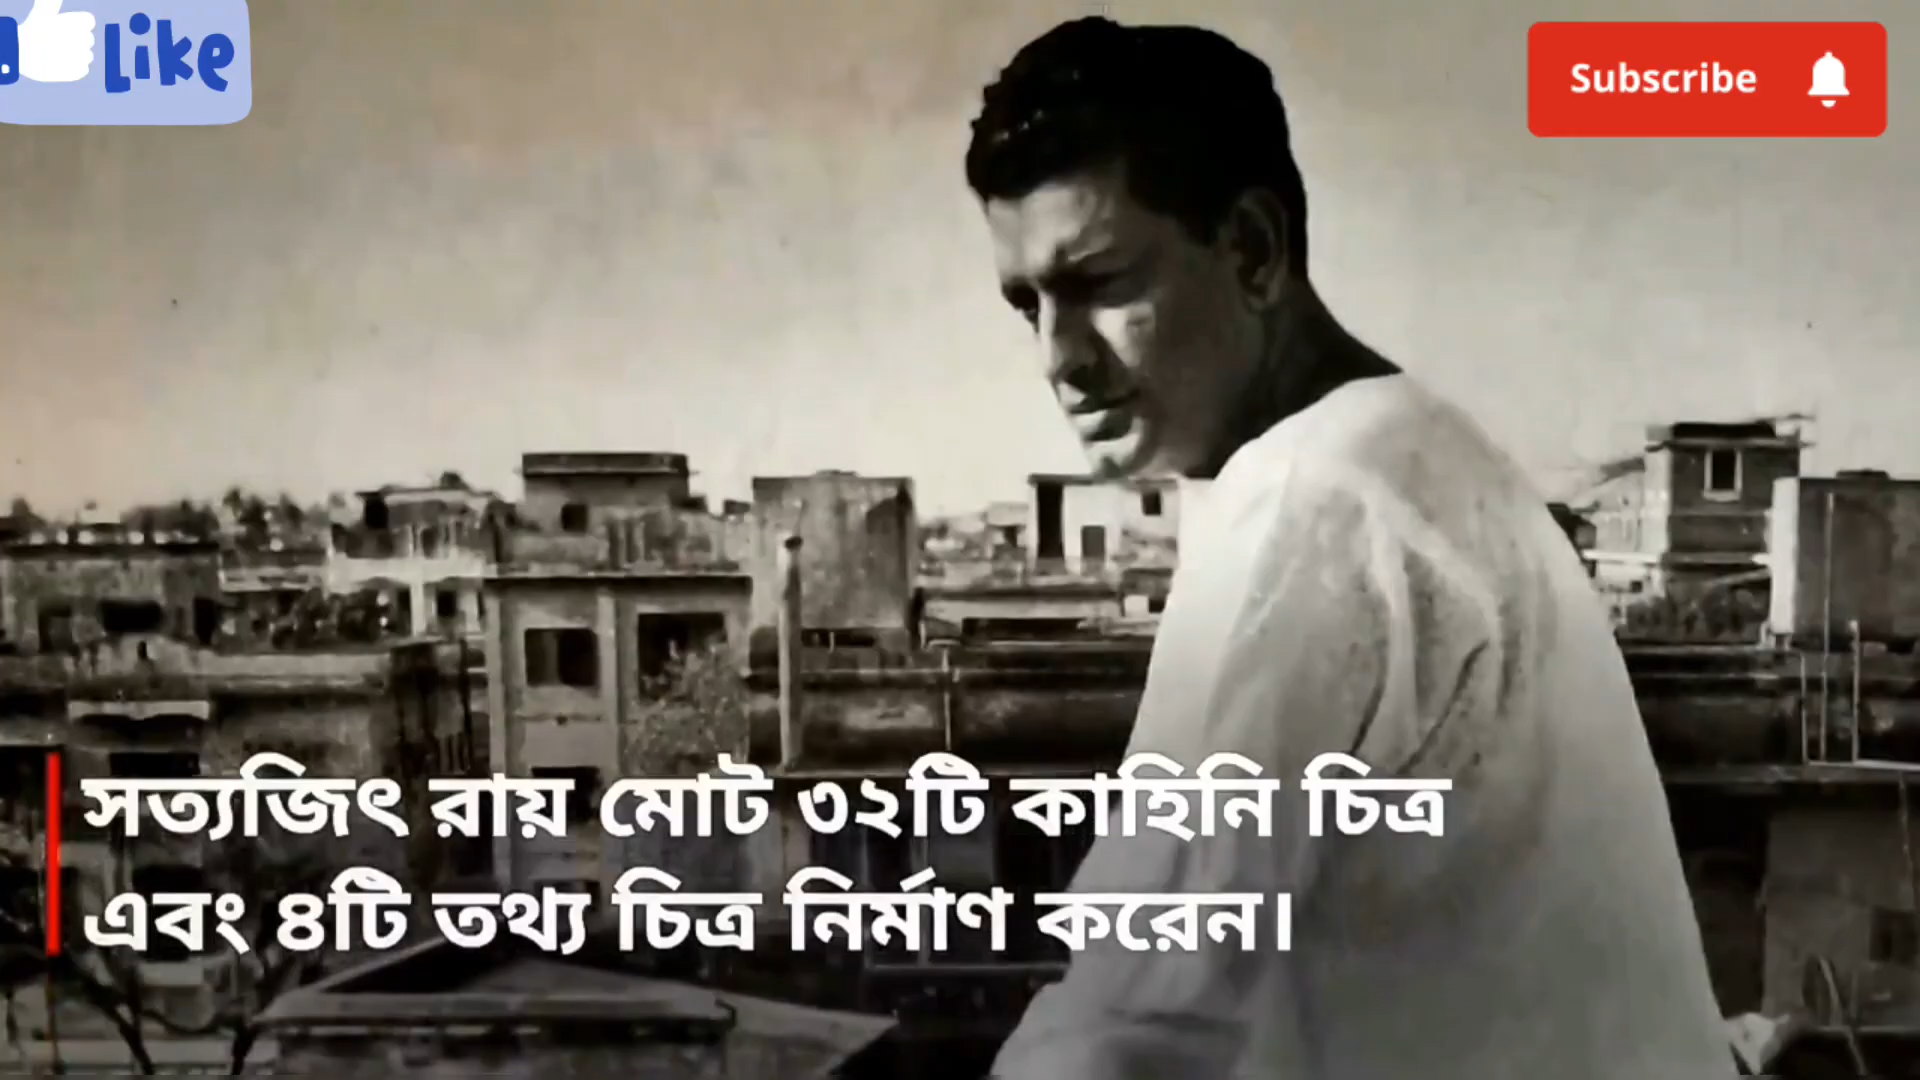 Like
Subscribe
সত্যজিৎ রায় মোট ৩২টি কাহিনি চিত্র
এবং ৪টি তথ্য চিত্র নির্মাণ করেন।